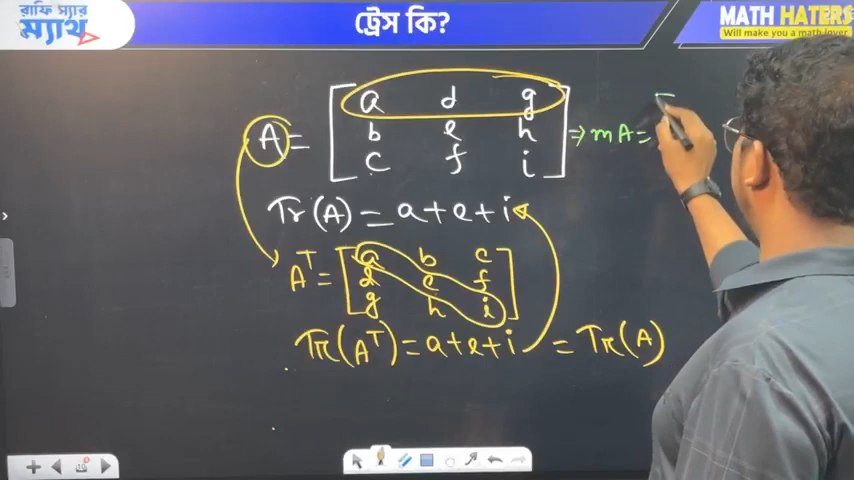 রাফি স্যার
ম্যাথ
ট্রেস কি?
MATH HATERS
Will make you a math lover
A = [ a d g
b e h
c f i ] ⇒ mA =
Tr(A) = a+e+i
Aᵀ = [ a b c
d e f
g h i ]
Tr(Aᵀ) = a+e+i = Tr(A)